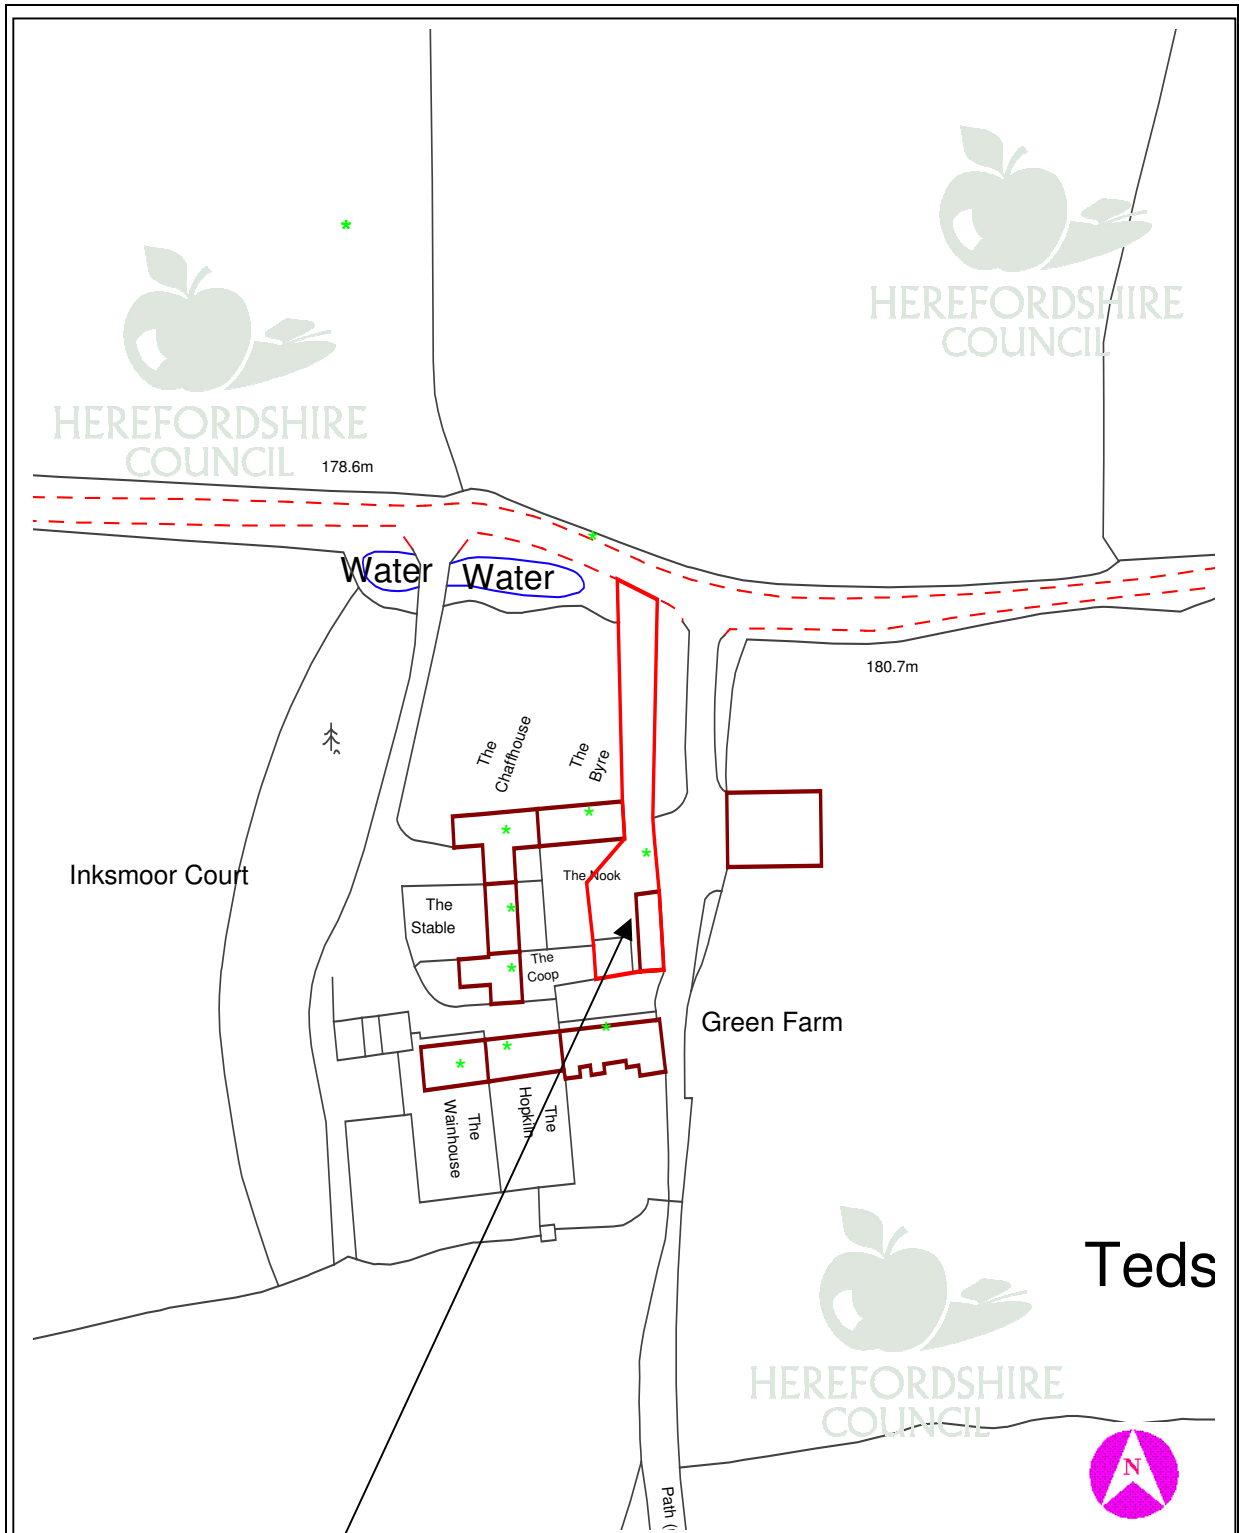 HEREFORDSHIRE
COUNCIL
HEREFORDSHIRE
COUNCIL
178.6m
Water
Water
180.7m
The
Chaffhouse
The
Byre
The Nook
Inksmoor Court
The
Stable
The
Coop
Green Farm
The
Wainhouse
The
Hopkiln
Teds
HEREFORDSHIRE
COUNCIL
N
Path (